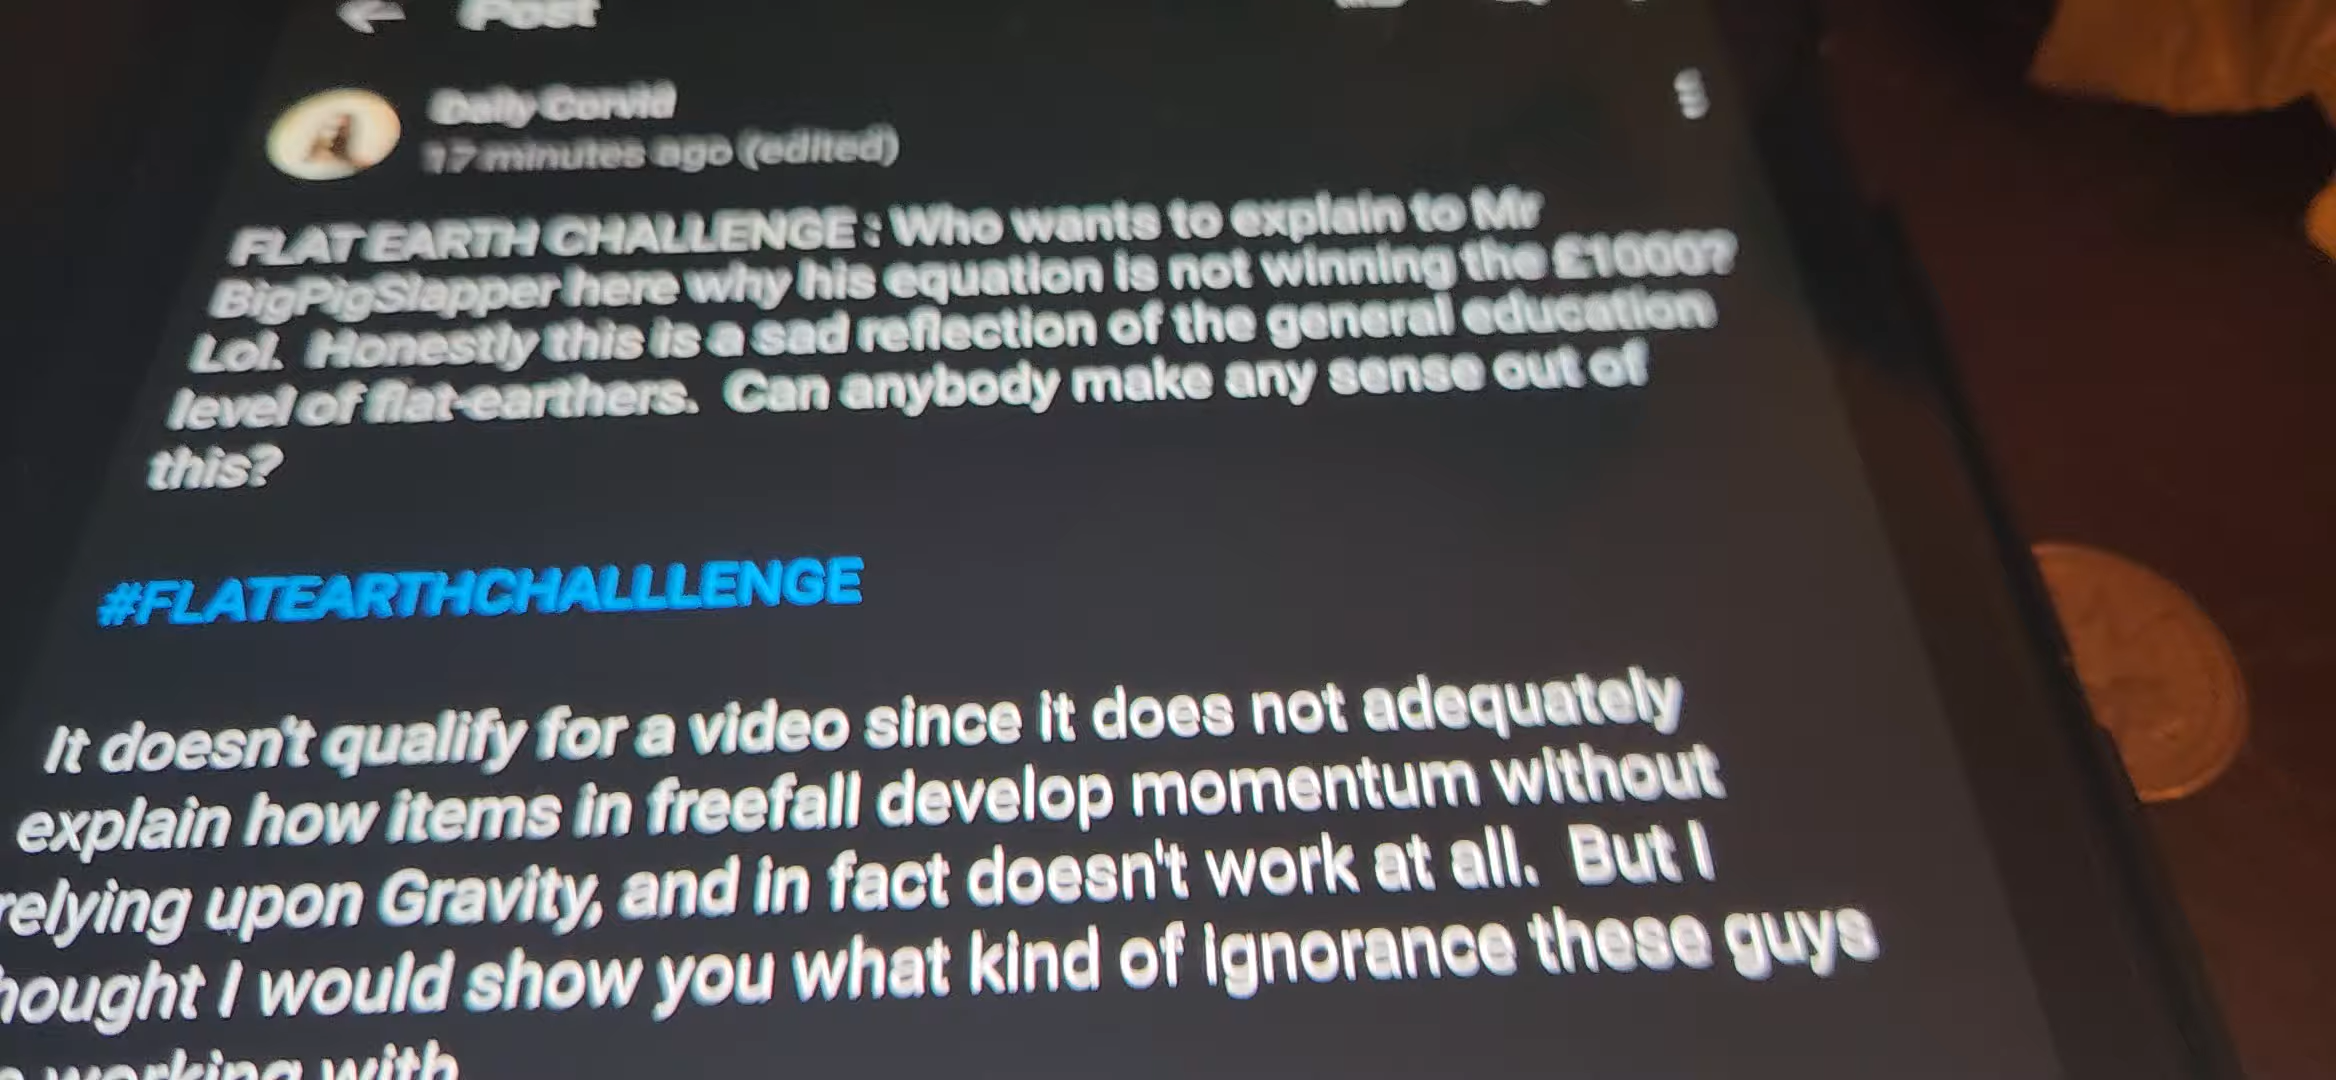 Post
Daily Corvid
17 minutes ago (edited)
FLAT EARTH CHALLENGE : Who wants to explain to Mr
BigPigSlapper here why his equation is not winning the £1000?
Lol. Honestly this is a sad reflection of the general education
level of flat-earthers. Can anybody make any sense out of
this?
#FLATEARTHCHALLLENGE
It doesn't qualify for a video since it does not adequately
explain how items in freefall develop momentum without
relying upon Gravity, and in fact doesn't work at all. But I
hought I would show you what kind of ignorance these guys
working with